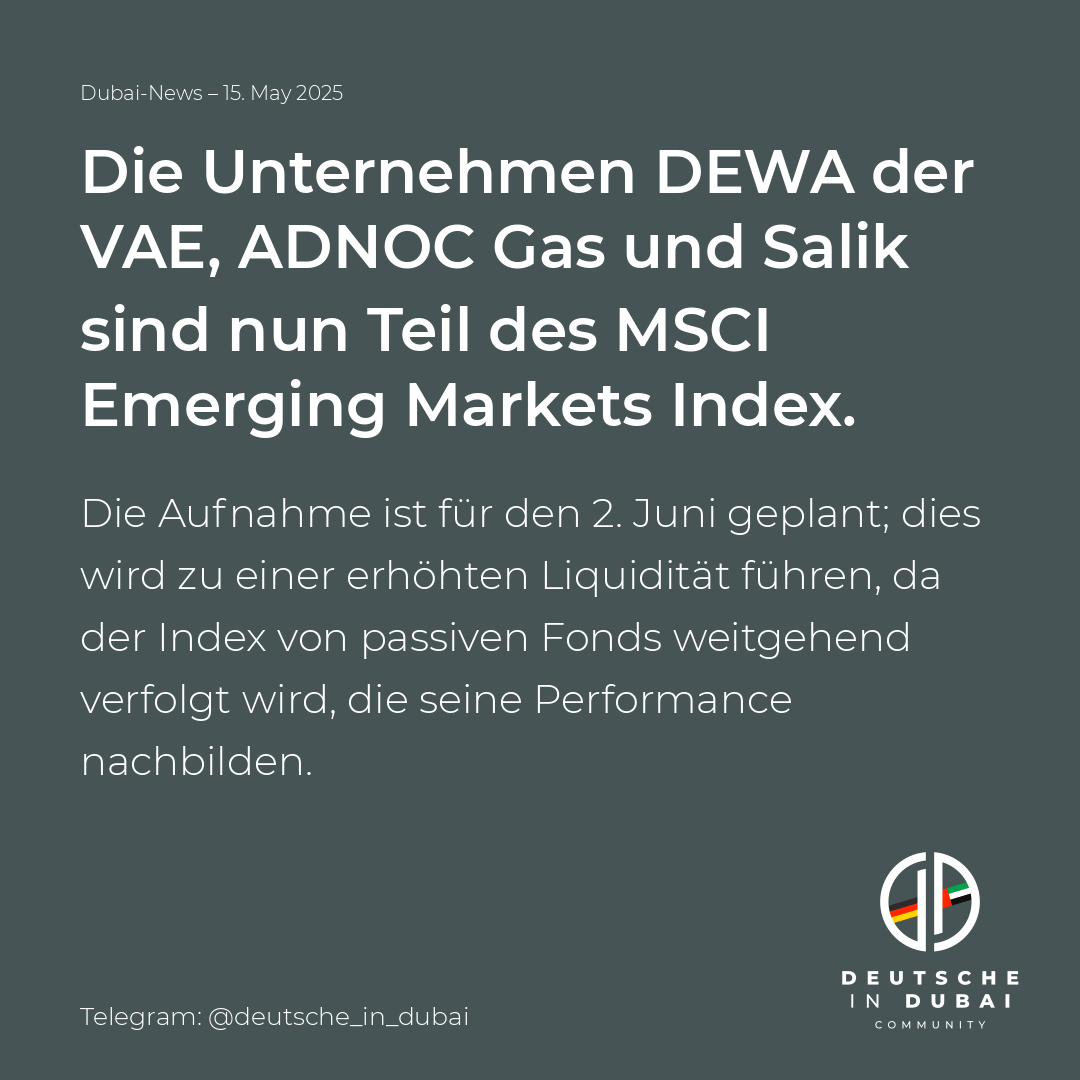 Dubai-News – 15. May 2025
Die Unternehmen DEWA der
VAE, ADNOC Gas und Salik
sind nun Teil des MSCI
Emerging Markets Index.
Die Aufnahme ist für den 2. Juni geplant; dies
wird zu einer erhöhten Liquidität führen, da
der Index von passiven Fonds weitgehend
verfolgt wird, die seine Performance
nachbilden.
DEUTSCHE
IN DUBAI
COMMUNITY
Telegram: @deutsche_in_dubai